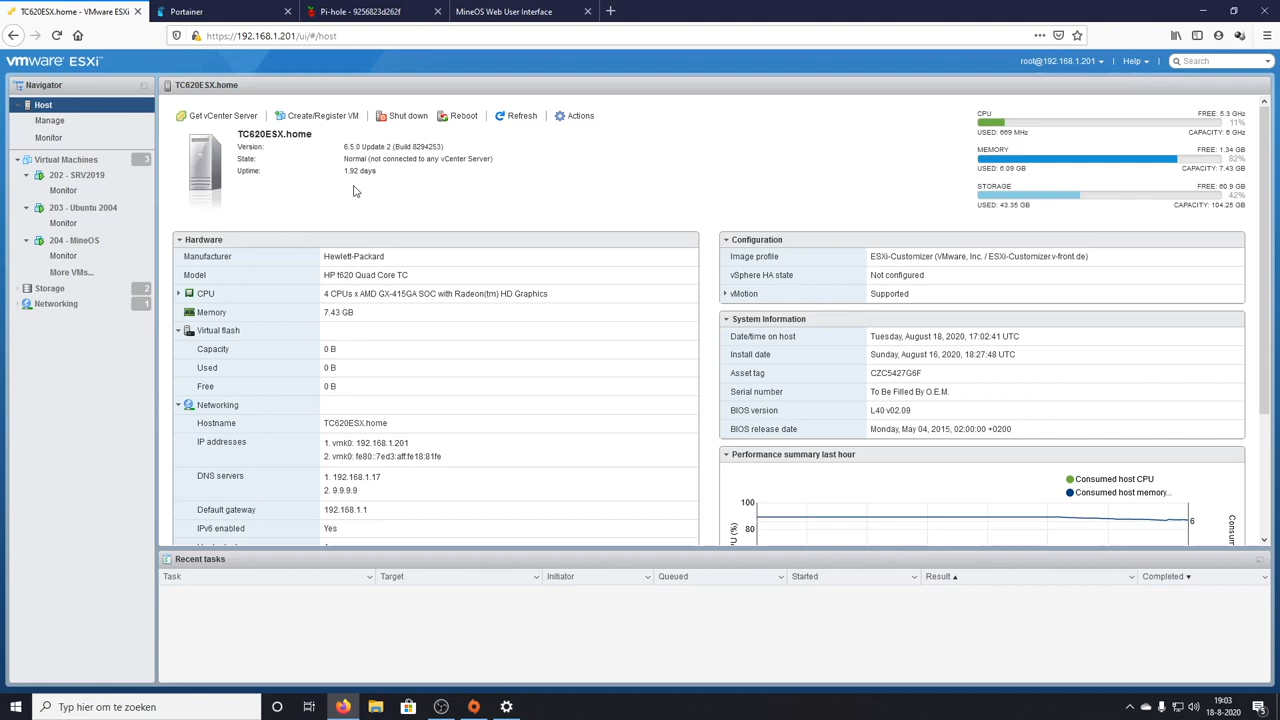 TC620ESX.home - VMware ESXi
Portainer
Pi-hole - 9256823d262f
MineOS Web User Interface
https://192.168.1.201/ui/#/host
vmware ESXi
root@192.168.1.201
Help
Search
Navigator
TC620ESX.home
Host
Manage
Monitor
Virtual Machines 3
202 - SRV2019
Monitor
203 - Ubuntu 2004
Monitor
204 - MineOS
Monitor
More VMs...
Storage 2
Networking 1
Get vCenter Server
Create/Register VM
Shut down
Reboot
Refresh
Actions
TC620ESX.home
Version: 6.5.0 Update 2 (Build 8294253)
State: Normal (not connected to any vCenter Server)
Uptime: 1.92 days
CPU FREE: 5.3 GHz
11%
USED: 669 MHz CAPACITY: 6 GHz
MEMORY FREE: 1.34 GB
82%
USED: 6.09 GB CAPACITY: 7.43 GB
STORAGE FREE: 60.9 GB
42%
USED: 43.35 GB CAPACITY: 104.25 GB
Hardware
Manufacturer Hewlett-Packard
Model HP t620 Quad Core TC
CPU 4 CPUs x AMD GX-415GA SOC with Radeon(tm) HD Graphics
Memory 7.43 GB
Virtual flash
Capacity 0 B
Used 0 B
Free 0 B
Networking
Hostname TC620ESX.home
IP addresses 1. vmk0: 192.168.1.201
2. vmk0: fe80::7ed3:aff:fe18:81fe
DNS servers 1. 192.168.1.17
2. 9.9.9.9
Default gateway 192.168.1.1
IPv6 enabled Yes
Configuration
Image profile ESXi-Customizer (VMware, Inc. / ESXi-Customizer.v-front.de)
vSphere HA state Not configured
vMotion Supported
System Information
Date/time on host Tuesday, August 18, 2020, 17:02:41 UTC
Install date Sunday, August 16, 2020, 18:27:48 UTC
Asset tag CZC5427G6F
Serial number To Be Filled By O.E.M.
BIOS version L40 v02.09
BIOS release date Monday, May 04, 2015, 02:00:00 +0200
Performance summary last hour
Consumed host CPU
Consumed host memory...
100
80
6
Recent tasks
Task Target Initiator Queued Started Result Completed
Typ hier om te zoeken
19:03
18-8-2020
5